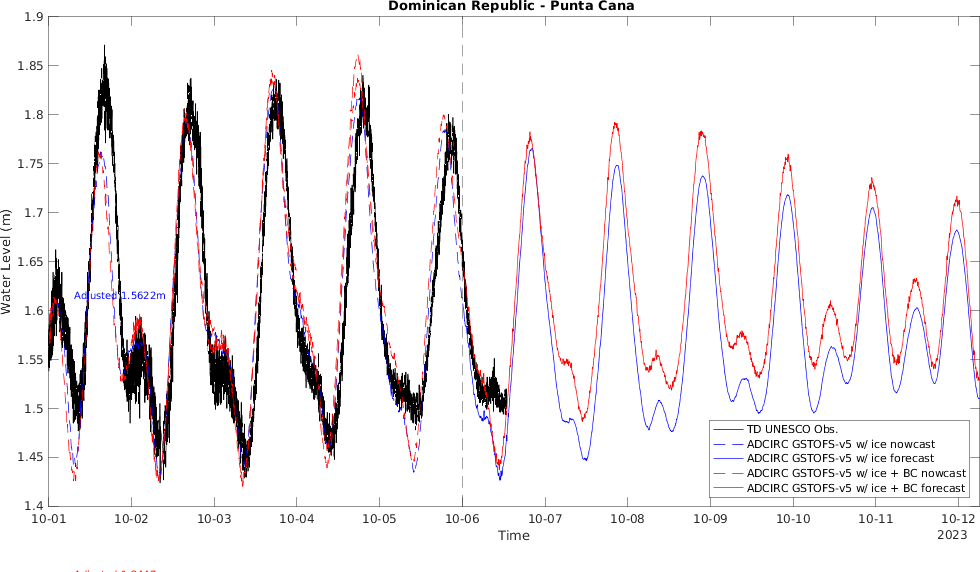 Dominican Republic - Punta Cana
1.9
1.85
1.8
1.75
1.7
1.65
1.6
1.55
1.5
1.45
1.4
Water Level (m)
Adjusted 1.5622m
TD UNESCO Obs.
ADCIRC GSTOFS-v5 w/ ice nowcast
ADCIRC GSTOFS-v5 w/ ice forecast
ADCIRC GSTOFS-v5 w/ ice + BC nowcast
ADCIRC GSTOFS-v5 w/ ice + BC forecast
10-01 10-02 10-03 10-04 10-05 10-06 10-07 10-08 10-09 10-10 10-11 10-12
Time
2023
Adjusted